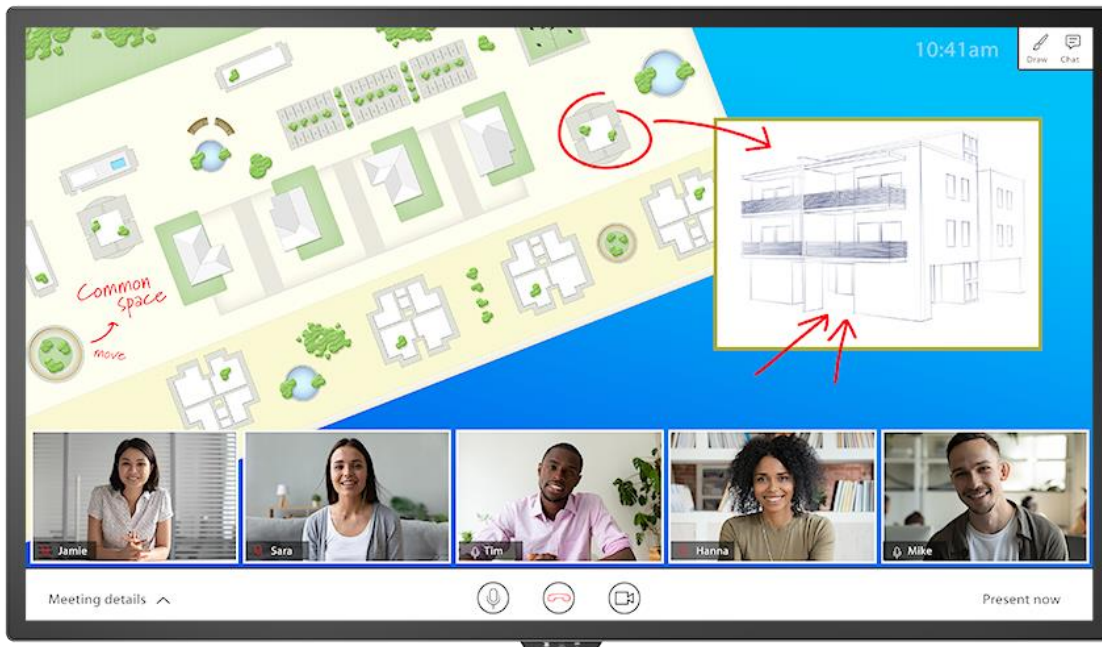 10:41am
Draw Chat
Common
space
move
Jamie
Sara
Tim
Hanna
Mike
Meeting details
Present now